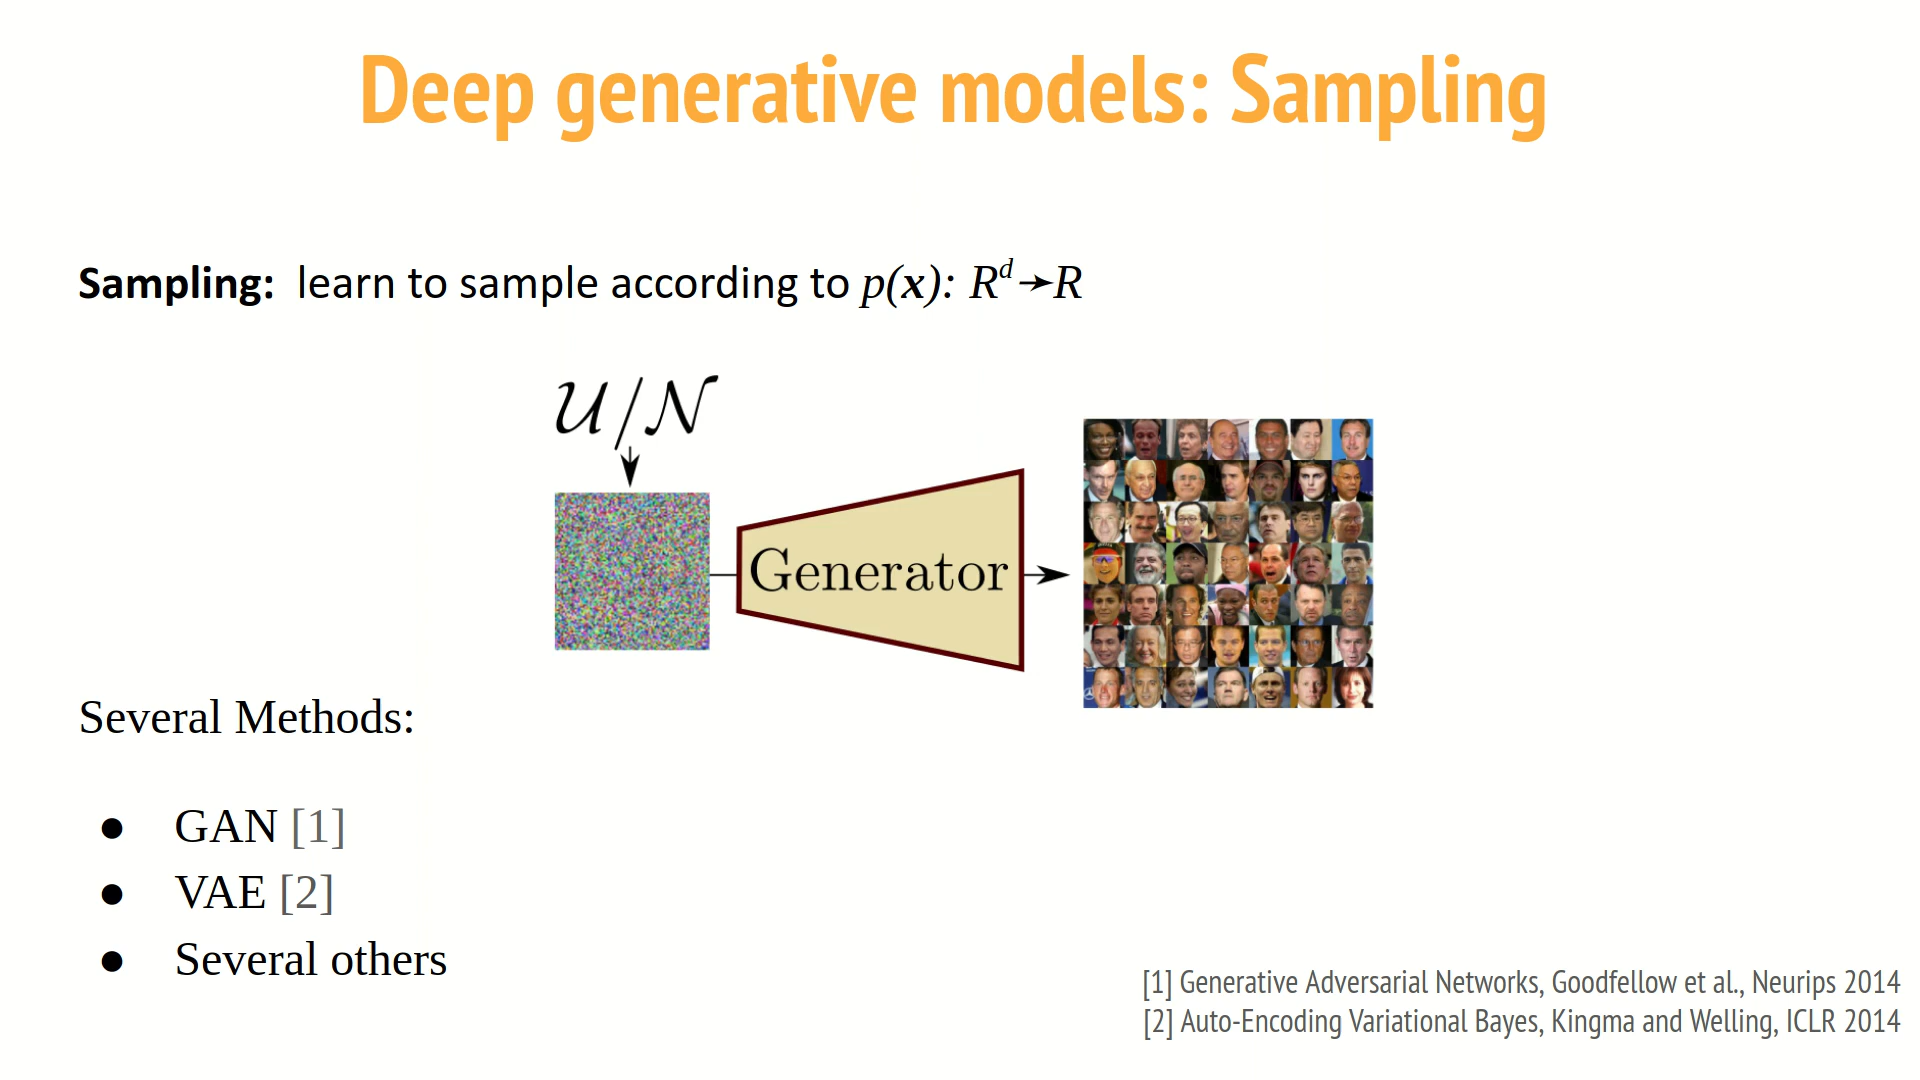 Deep generative models: Sampling
Sampling: learn to sample according to p(x): R^d→R
U/N
Generator
Several Methods:
● GAN [1]
● VAE [2]
● Several others
[1] Generative Adversarial Networks, Goodfellow et al., Neurips 2014
[2] Auto-Encoding Variational Bayes, Kingma and Welling, ICLR 2014